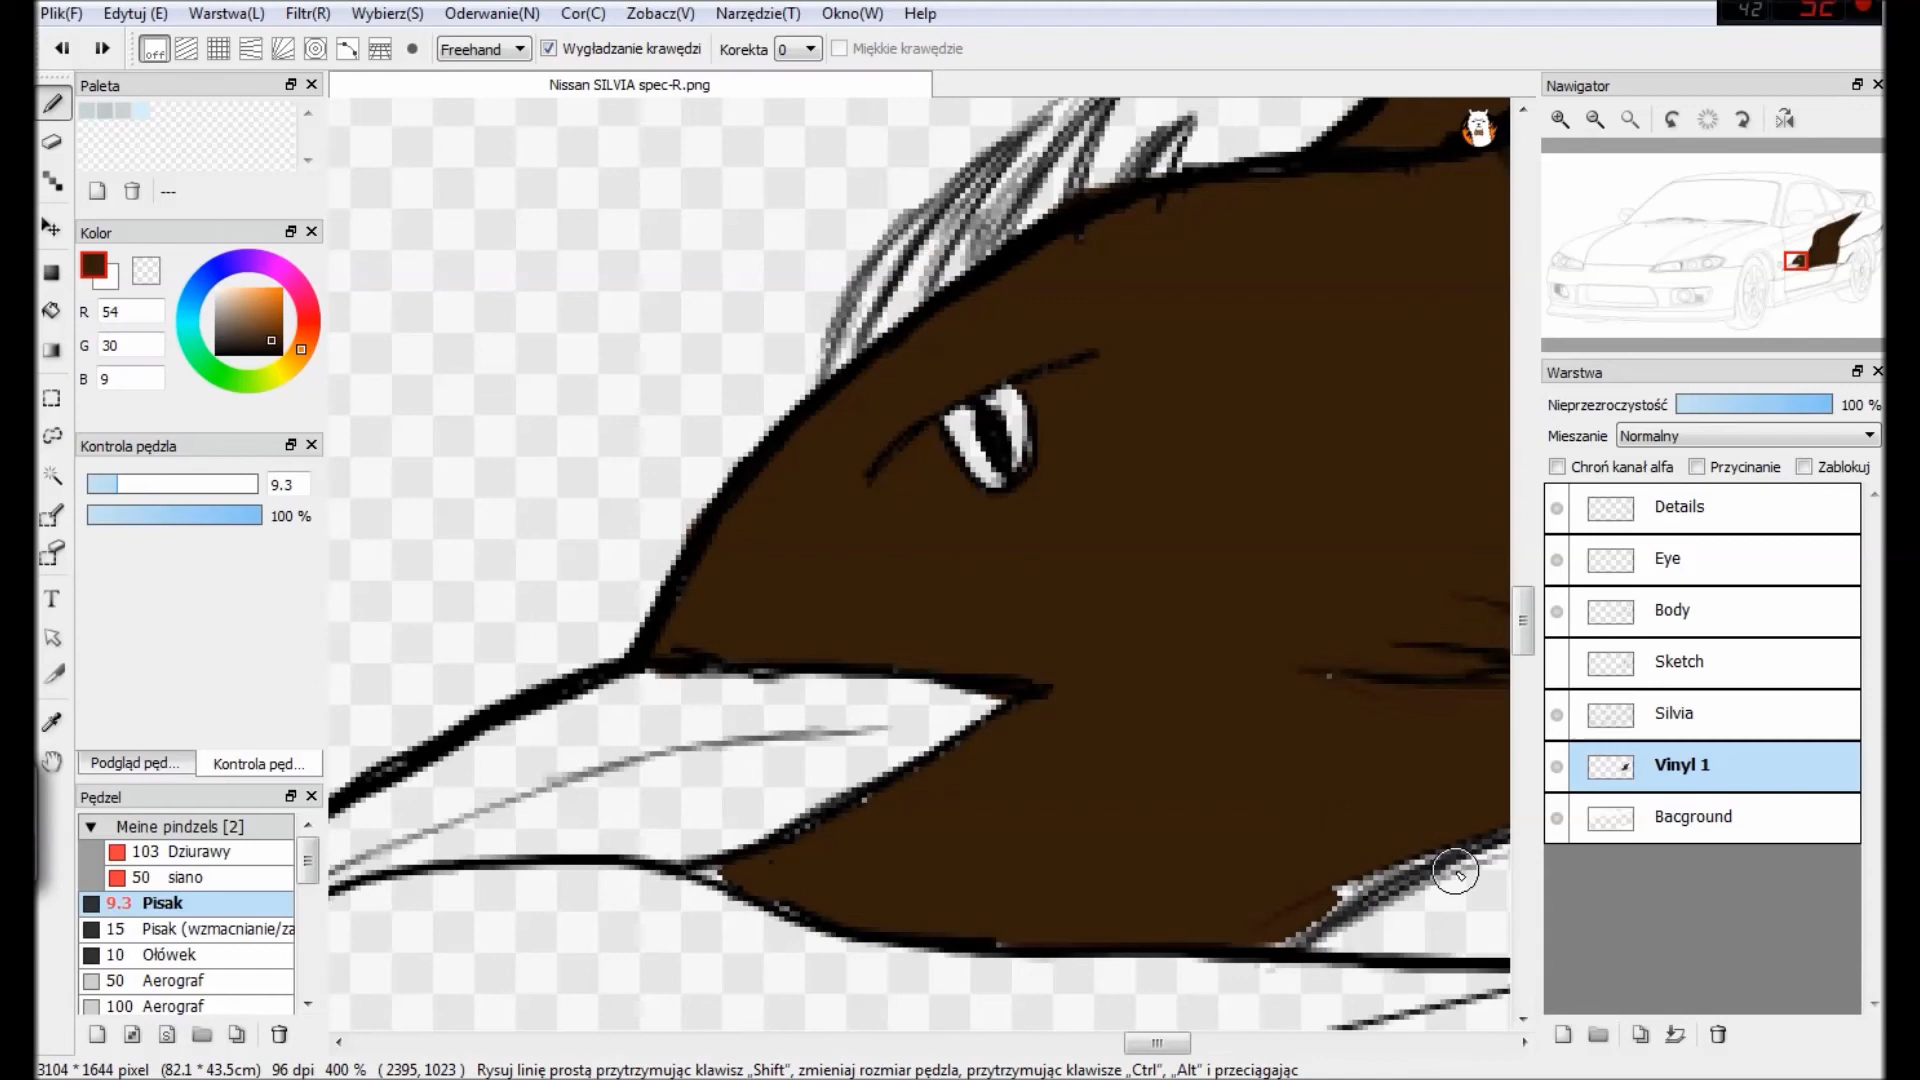 Plik(F) Edytuj (E) Warstwa(L) Filtr(R) Wybierz(S) Oderwanie(N) Cor(C) Zobacz(V) Narzędzia(T) Okno(W) Help
42 52
off Freehand Wygładzanie krawędzi Korekta 0 Miękkie krawędzie
Paleta
Nissan SILVIA spec-R.png
Nawigator
---
Kolor
R 54
G 30
B 9
Kontrola pędzla
9.3
100 %
Podgląd pęd... Kontrola pęd...
Pędzel
Meine pindzels [2]
103 Dziurawy
50 siano
9.3 Pisak
15 Pisak (wzmacnianie/za
10 Ołówek
50 Aerograf
100 Aerograf
Warstwa
Nieprzezroczystość 100 %
Mieszanie Normalny
Chroń kanał alfa Przycinanie Zablokuj
Details
Eye
Body
Sketch
Silvia
Vinyl 1
Bacground
3104 * 1644 pixel (82.1 * 43.5cm) 96 dpi 400 % ( 2395, 1023 ) Rysuj linię prostą przytrzymując klawisz „Shift”, zmieniaj rozmiar pędzla, przytrzymując klawisze „Ctrl”, „Alt” i przeciągając